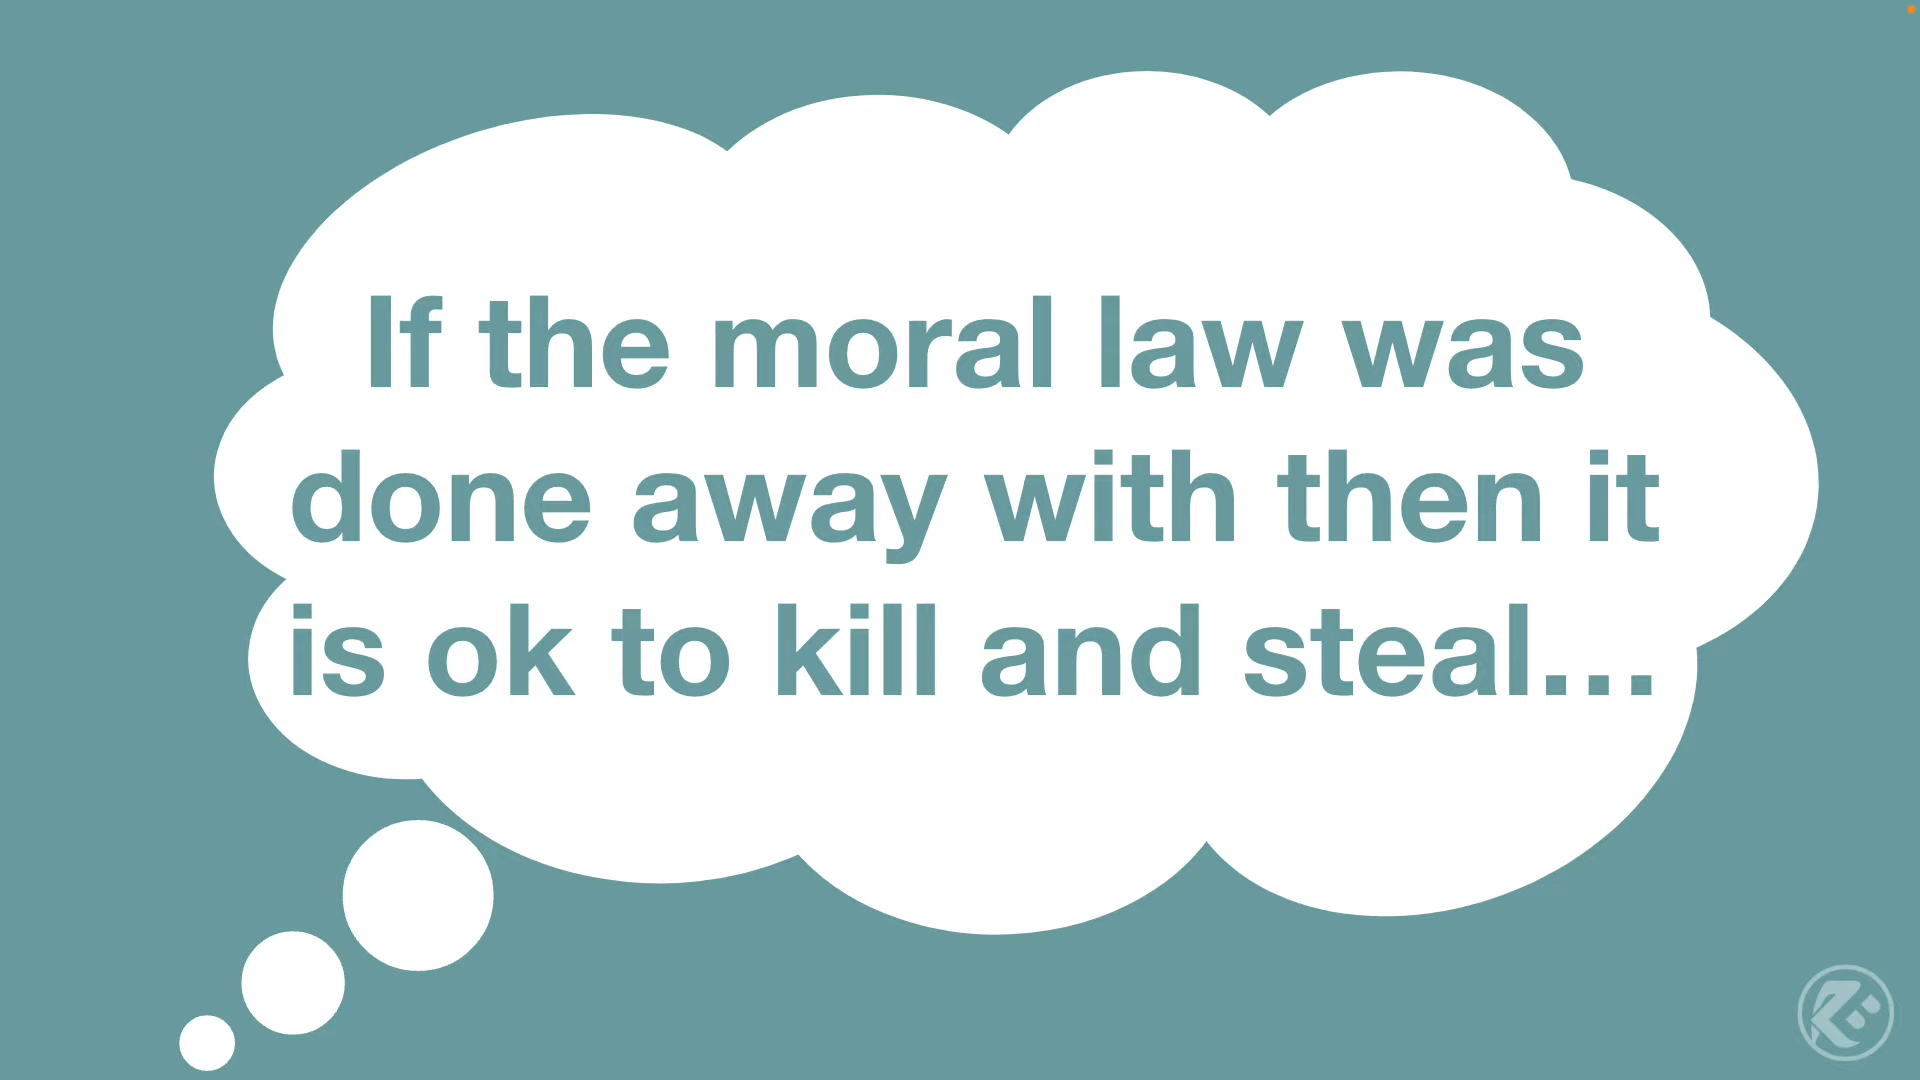 If the moral law was
done away with then it
is ok to kill and steal...